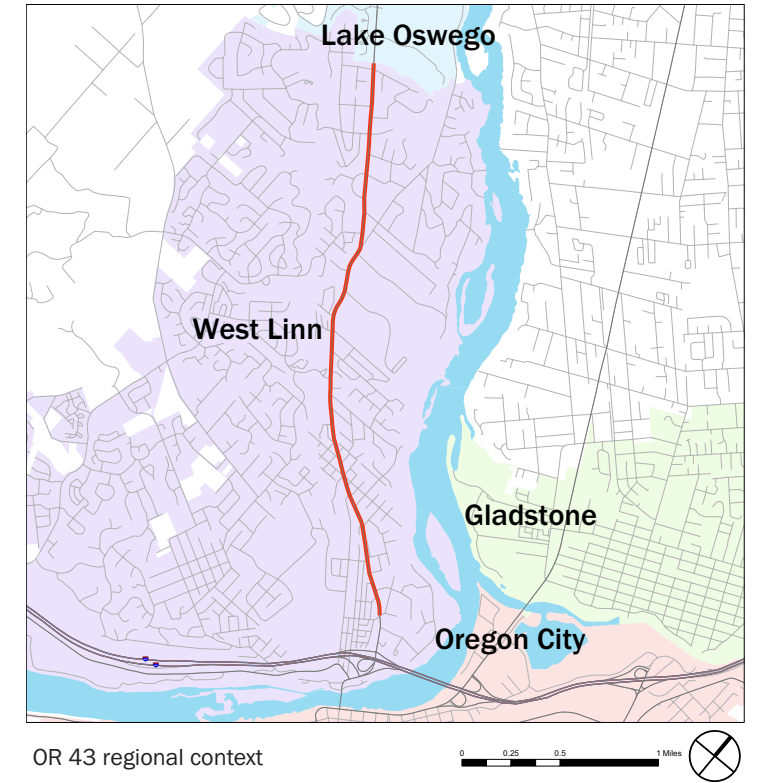 Lake Oswego
West Linn
Gladstone
Oregon City
OR 43 regional context
0 0.25 0.5 1 Miles